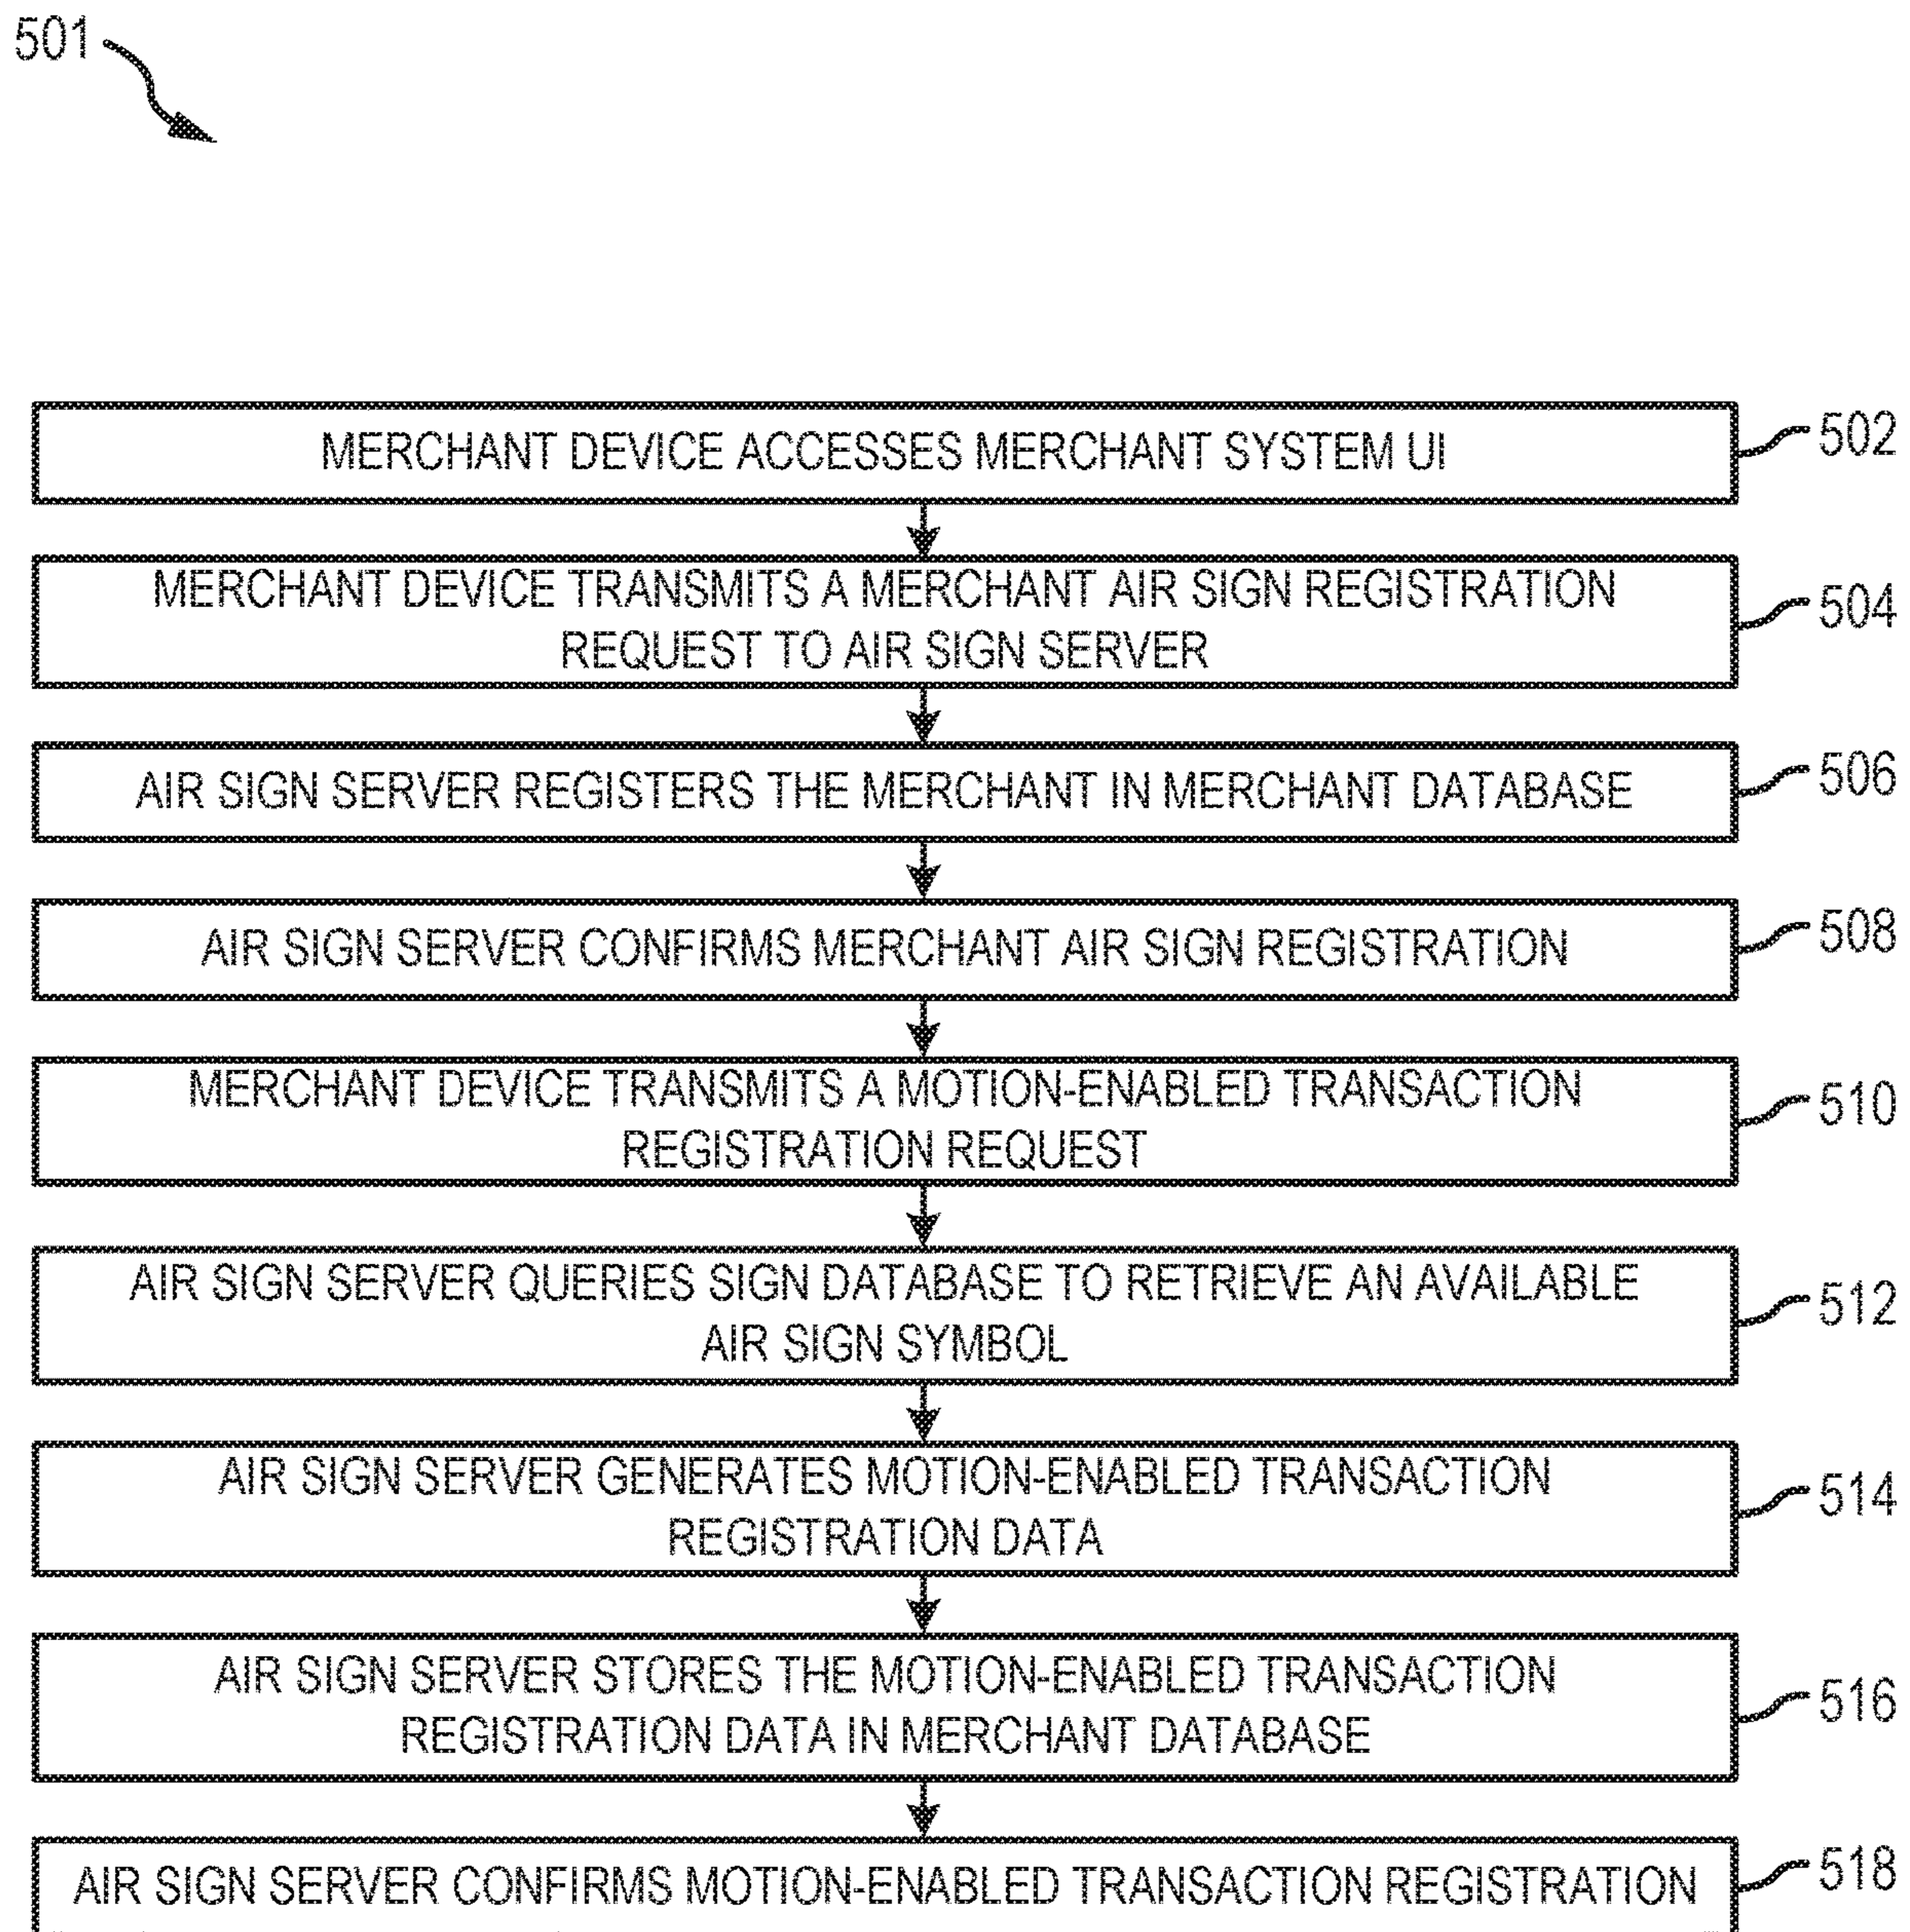 501
MERCHANT DEVICE ACCESSES MERCHANT SYSTEM UI
502
MERCHANT DEVICE TRANSMITS A MERCHANT AIR SIGN REGISTRATION
REQUEST TO AIR SIGN SERVER
504
AIR SIGN SERVER REGISTERS THE MERCHANT IN MERCHANT DATABASE
506
AIR SIGN SERVER CONFIRMS MERCHANT AIR SIGN REGISTRATION
508
MERCHANT DEVICE TRANSMITS A MOTION-ENABLED TRANSACTION
REGISTRATION REQUEST
510
AIR SIGN SERVER QUERIES SIGN DATABASE TO RETRIEVE AN AVAILABLE
AIR SIGN SYMBOL
512
AIR SIGN SERVER GENERATES MOTION-ENABLED TRANSACTION
REGISTRATION DATA
514
AIR SIGN SERVER STORES THE MOTION-ENABLED TRANSACTION
REGISTRATION DATA IN MERCHANT DATABASE
516
AIR SIGN SERVER CONFIRMS MOTION-ENABLED TRANSACTION REGISTRATION
518